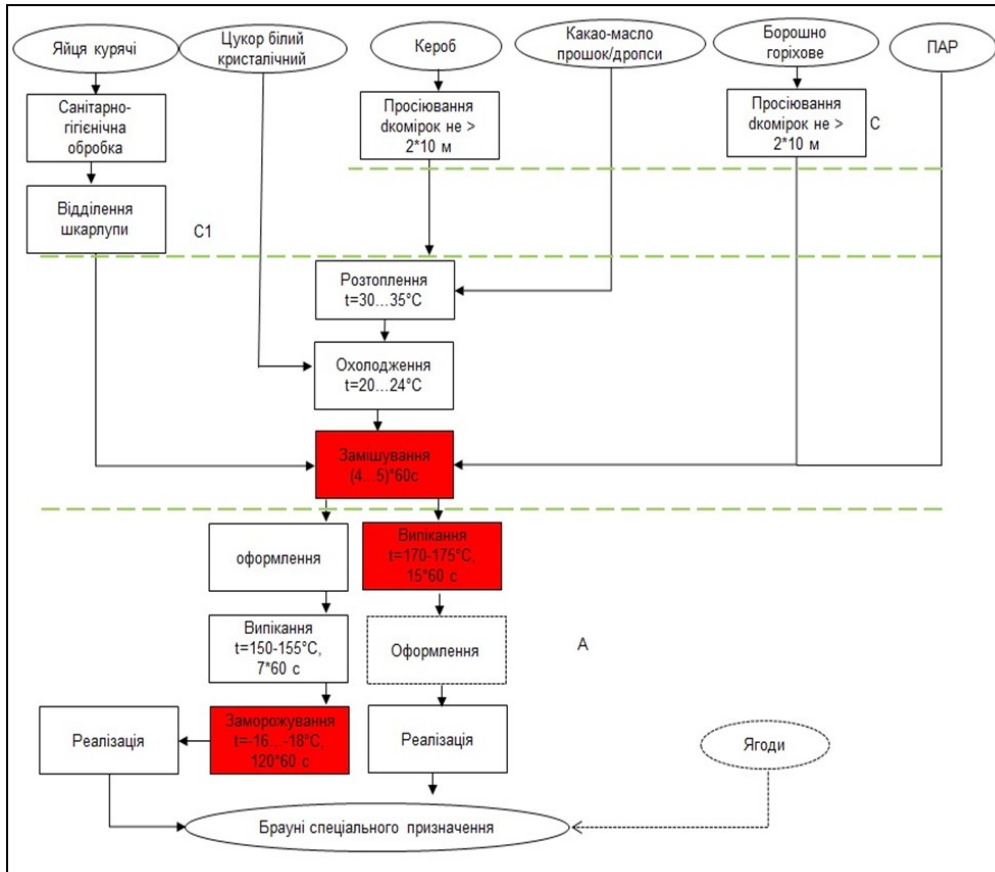 Яйця курячі
Цукор білий
кристалічний
Кероб
Какао-масло
прошок/дропси
Борошно
горіхове
ПАР
Санітарно-
гігієнічна
обробка
Просіювання
dкомірок не >
2*10 м
Просіювання
dкомірок не >
2*10 м
С
Відділення
шкарлупи
С1
Розтоплення
t=30...35°С
Охолодження
t=20...24°С
Замішування
(4...5)*60с
оформлення
Випікання
t=170-175°С,
15*60 с
Випікання
t=150-155°С,
7*60 с
Оформлення
А
Реалізація
Заморожування
t=-16...-18°С,
120*60 с
Реалізація
Ягоди
Брауні спеціального призначення